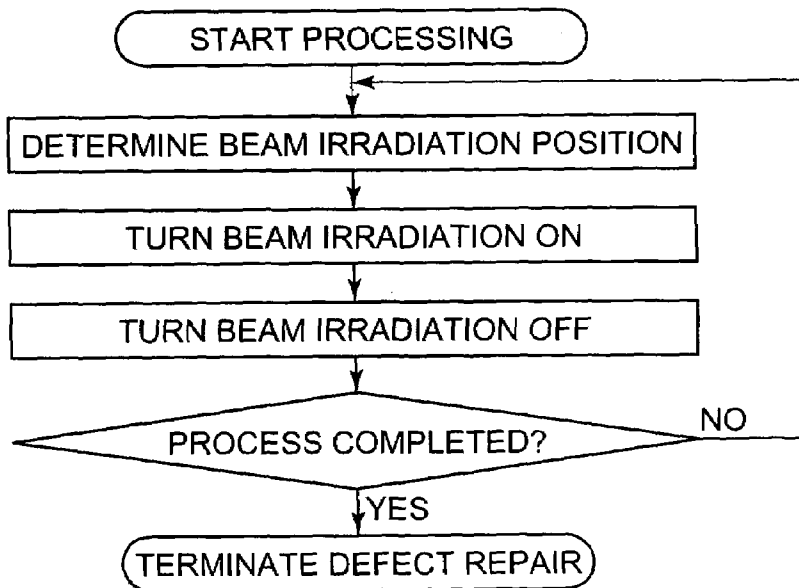 START PROCESSING
DETERMINE BEAM IRRADIATION POSITION
TURN BEAM IRRADIATION ON
TURN BEAM IRRADIATION OFF
PROCESS COMPLETED?
NO
YES
TERMINATE DEFECT REPAIR